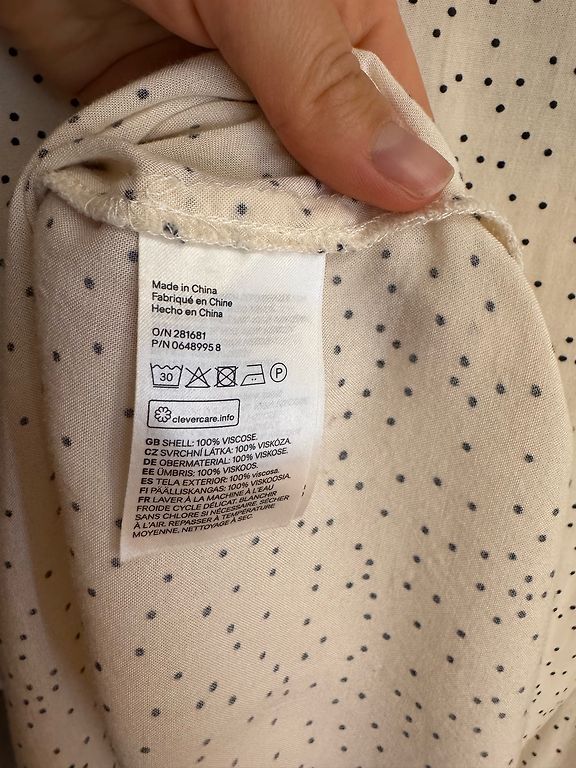 Made in China
Fabriqué en Chine
Hecho en China
O/N 281681
P/N 0648995 8
30
P
clevercare.info
GB SHELL: 100% VISCOSE.
CZ SVRCHNÍ LÁTKA: 100% VISKÓZA.
DE OBERMATERIAL: 100% VISKOSE.
EE ÜMBRIS: 100% VISKOOS.
ES TELA EXTERIOR: 100% viscosa.
FI PÄÄLLISKANGAS: 100% VISKOOSIA.
FR LAVER À LA MACHINE À L'EAU
FROIDE CYCLE DÉLICAT. BLANCHIR
SANS CHLORE SI NÉCESSAIRE. SÉCHER
À L'AIR. REPASSER À TEMPÉRATURE
MOYENNE. NETTOYAGE À SEC.